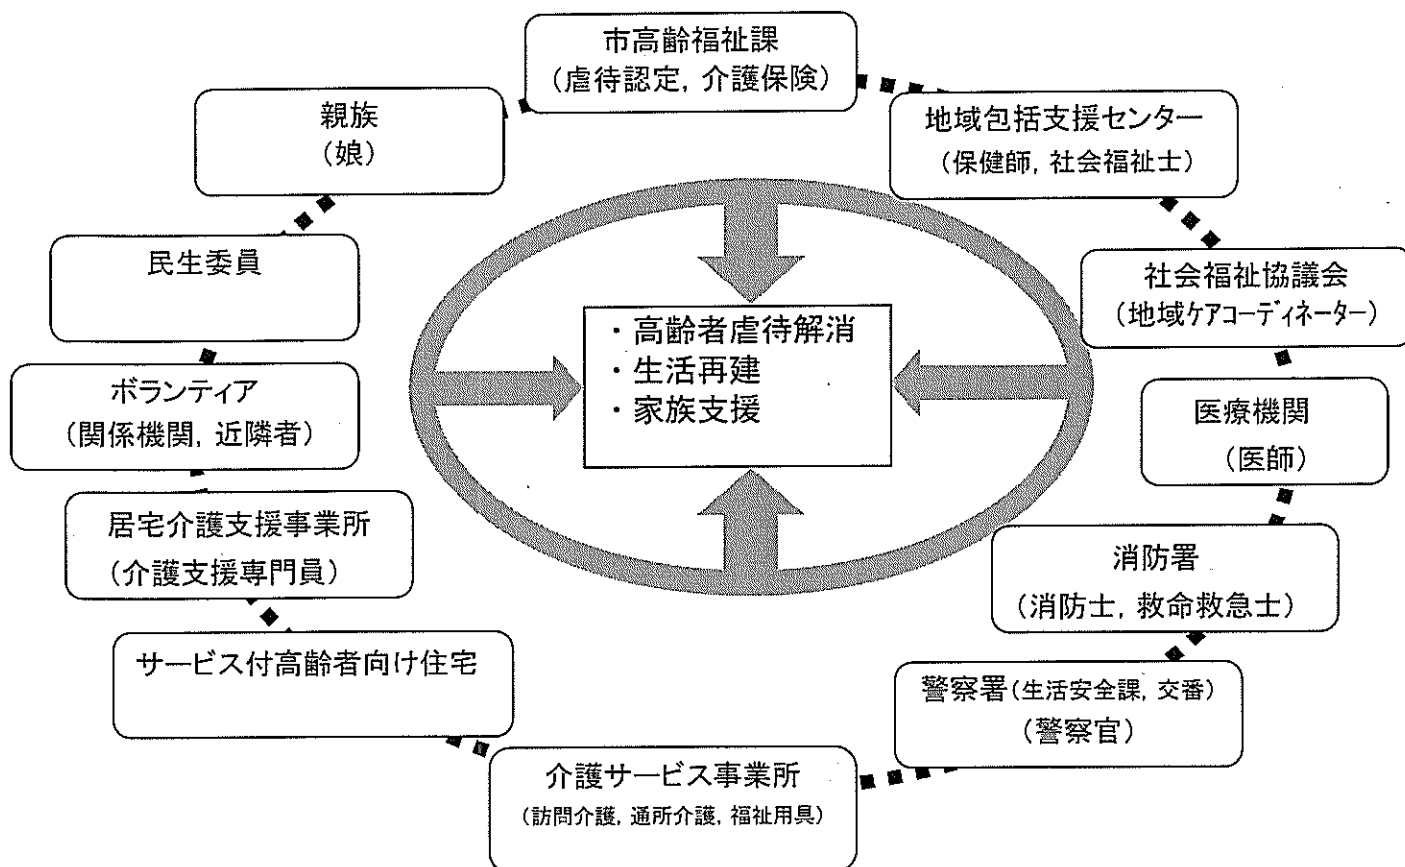 市高齢福祉課
（虐待認定，介護保険）
親族
（娘）
地域包括支援センター
（保健師，社会福祉士）
民生委員
社会福祉協議会
（地域ケアコーディネーター）
・高齢者虐待解消
・生活再建
・家族支援
ボランティア
（関係機関，近隣者）
医療機関
（医師）
居宅介護支援事業所
（介護支援専門員）
消防署
（消防士，救命救急士）
サービス付高齢者向け住宅
警察署（生活安全課，交番）
（警察官）
介護サービス事業所
（訪問介護，通所介護，福祉用具）